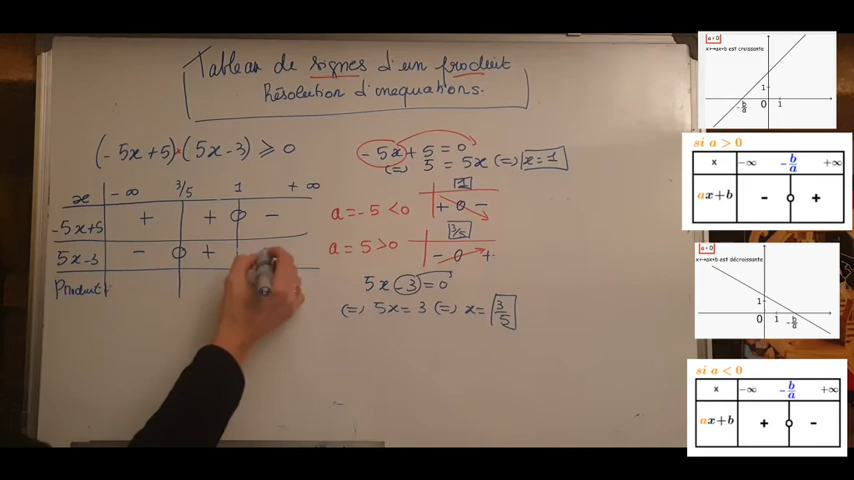 Tableau de signes d'un produit
Résolution d'inequations.
(-5x+5)•(5x-3) ⩾ 0
x -∞ 3/5 1 +∞
-5x+5 + + 0 -
5x-3 - 0 +
Produit
-5x+5 = 0
(=) 5 = 5x (=) x=1
1
a=-5 <0 + 0 -
3/5
a= 5 >0 - 0 +
5x-3=0
(=) 5x= 3 (=) x= 3/5
a>0
x↦ax+b est croissante
1
-b/a 0 1
si a > 0
x -∞ -b/a +∞
ax+b - +
a<0
x↦ax+b est décroissante
1
0 1 -b/a
si a < 0
x -∞ -b/a +∞
ax+b + -